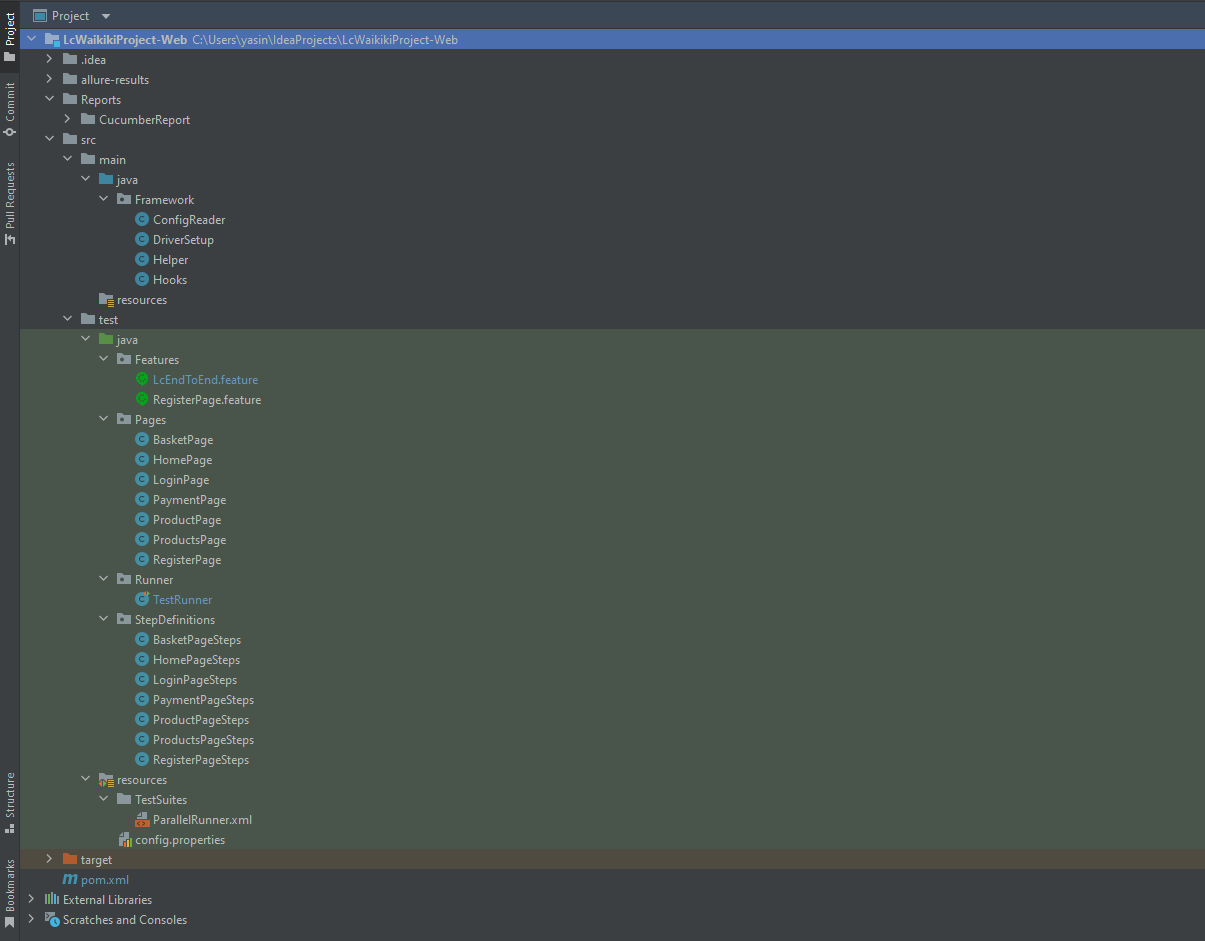 Project
LcWaikikiProject-Web C:\Users\yasin\IdeaProjects\LcWaikikiProject-Web
.idea
allure-results
Reports
CucumberReport
src
main
java
Framework
ConfigReader
DriverSetup
Helper
Hooks
resources
test
java
Features
LcEndToEnd.feature
RegisterPage.feature
Pages
BasketPage
HomePage
LoginPage
PaymentPage
ProductPage
ProductsPage
RegisterPage
Runner
TestRunner
StepDefinitions
BasketPageSteps
HomePageSteps
LoginPageSteps
PaymentPageSteps
ProductPageSteps
ProductsPageSteps
RegisterPageSteps
resources
TestSuites
ParallelRunner.xml
config.properties
target
pom.xml
External Libraries
Scratches and Consoles
Project
Commit
Pull Requests
Structure
Bookmarks